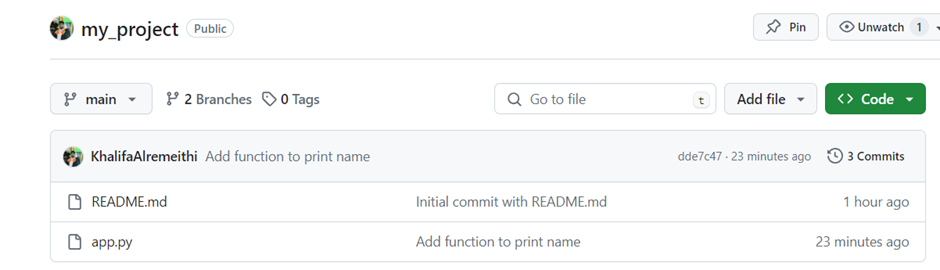 my_project Public Pin Unwatch 1
main 2 Branches 0 Tags Go to file t Add file Code
KhalifaAlremeithi Add function to print name dde7c47 · 23 minutes ago 3 Commits
README.md Initial commit with README.md 1 hour ago
app.py Add function to print name 23 minutes ago